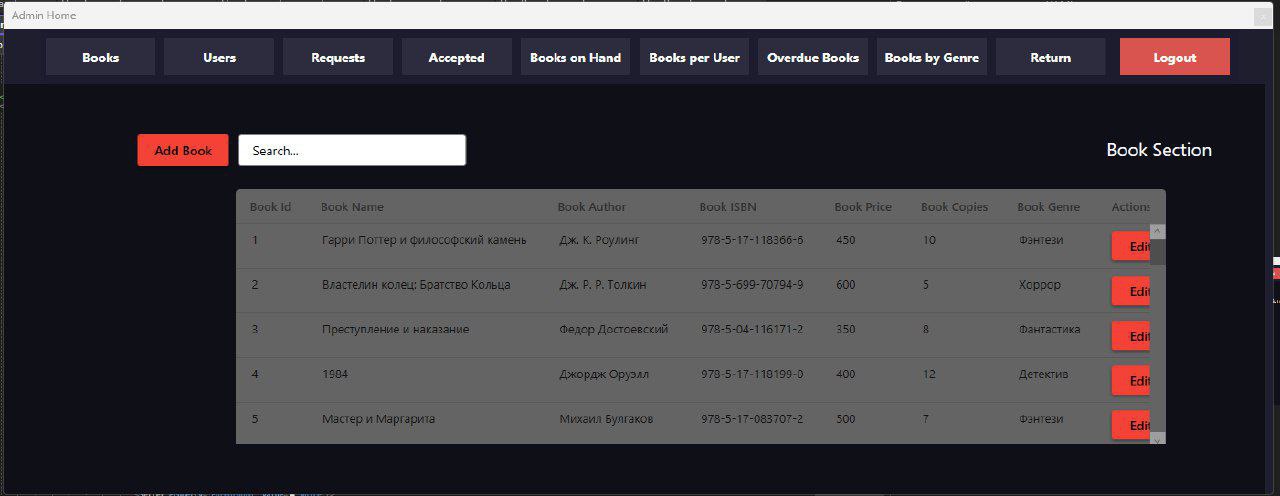 Admin Home
Books Users Requests Accepted Books on Hand Books per User Overdue Books Books by Genre Return Logout
Add Book Search... Book Section
Book Id Book Name Book Author Book ISBN Book Price Book Copies Book Genre Actions
1 Гарри Поттер и философский камень Дж. К. Роулинг 978-5-17-118366-6 450 10 Фэнтези Edit
2 Властелин колец: Братство Кольца Дж. Р. Р. Толкин 978-5-699-70794-9 600 5 Хоррор Edit
3 Преступление и наказание Федор Достоевский 978-5-04-116171-2 350 8 Фантастика Edit
4 1984 Джордж Оруэлл 978-5-17-118199-0 400 12 Детектив Edit
5 Мастер и Маргарита Михаил Булгаков 978-5-17-083707-2 500 7 Фэнтези Edit